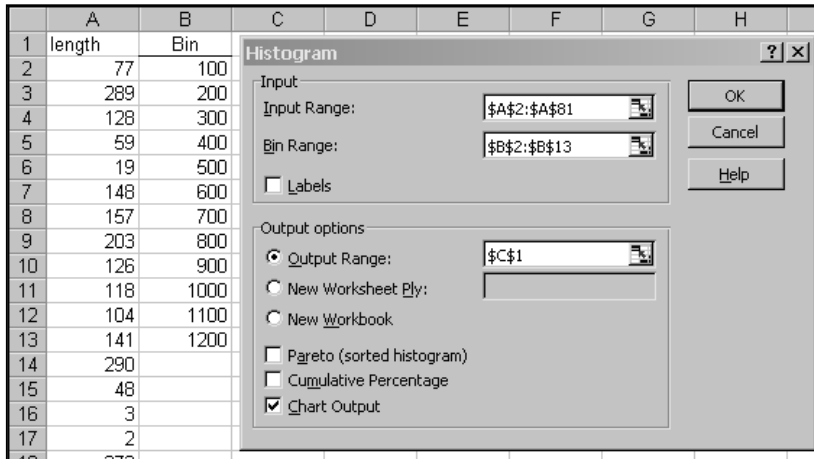 A B C D E F G H
1 length Bin
2 77 100
3 289 200
4 128 300
5 59 400
6 19 500
7 148 600
8 157 700
9 203 800
10 126 900
11 118 1000
12 104 1100
13 141 1200
14 290
15 48
16 3
17 2
Histogram
Input
Input Range: $A$2:$A$81
Bin Range: $B$2:$B$13
Labels
Output options
Output Range: $C$1
New Worksheet Ply:
New Workbook
Pareto (sorted histogram)
Cumulative Percentage
Chart Output
? ×
OK
Cancel
Help